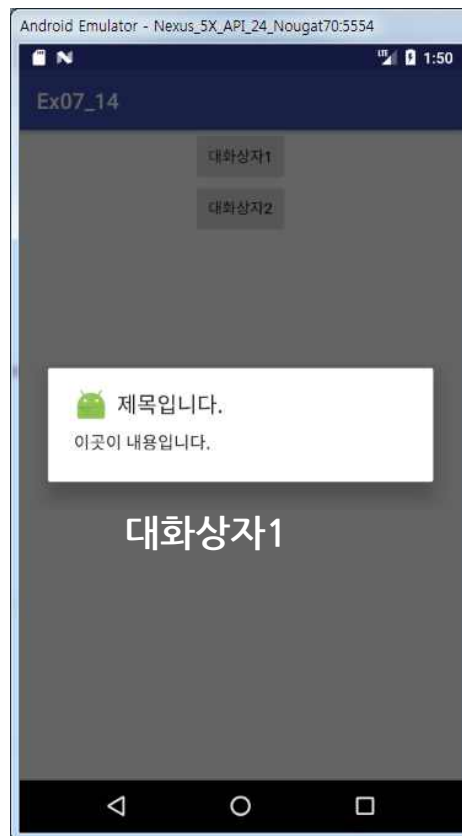 Android Emulator - Nexus_5X_API_24_Nougat70:5554
LTE 1:50
Ex07_14
대화상자1
대화상자2
제목입니다.
이곳이 내용입니다.
대화상자1